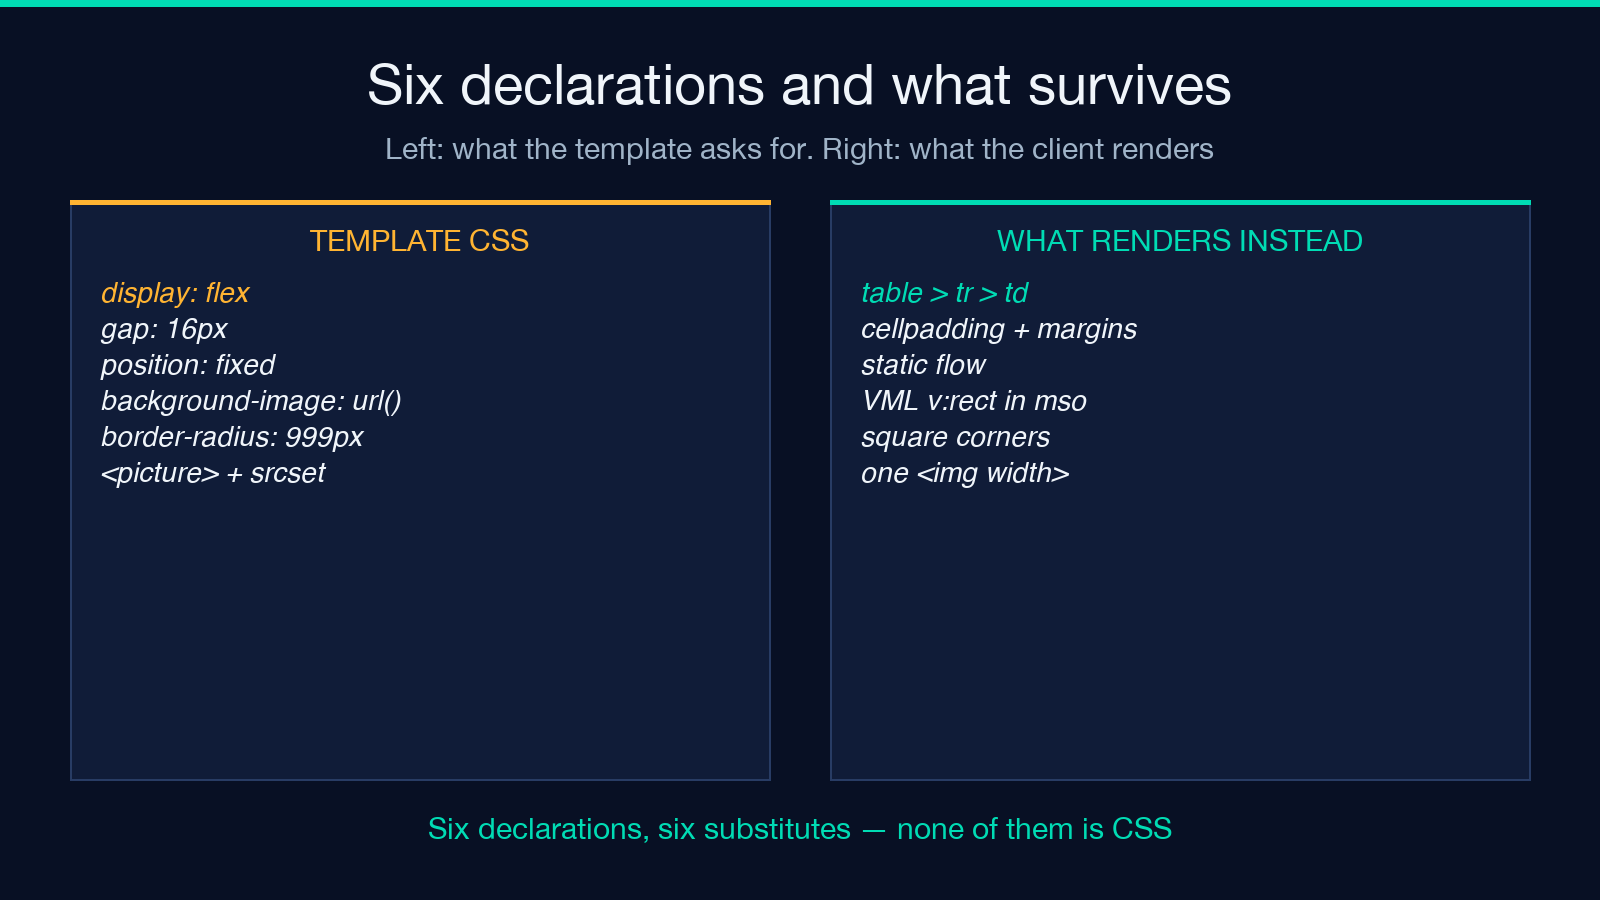 Six declarations and what survives
Left: what the template asks for. Right: what the client renders
TEMPLATE CSS
display: flex
gap: 16px
position: fixed
background-image: url()
border-radius: 999px
<picture> + srcset
WHAT RENDERS INSTEAD
table > tr > td
cellpadding + margins
static flow
VML v:rect in mso
square corners
one <img width>
Six declarations, six substitutes — none of them is CSS